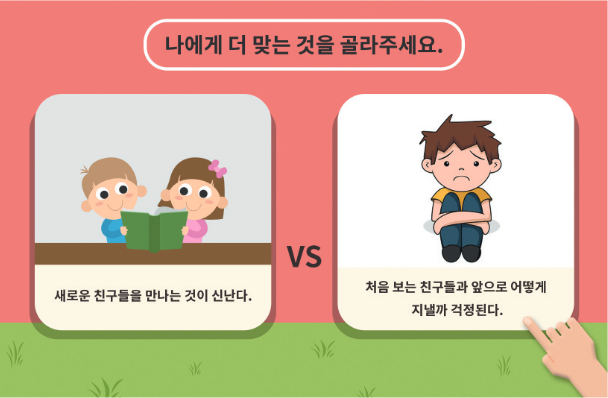 나에게 더 맞는 것을 골라주세요.
새로운 친구들을 만나는 것이 신난다.
VS
처음 보는 친구들과 앞으로 어떻게
지낼까 걱정된다.